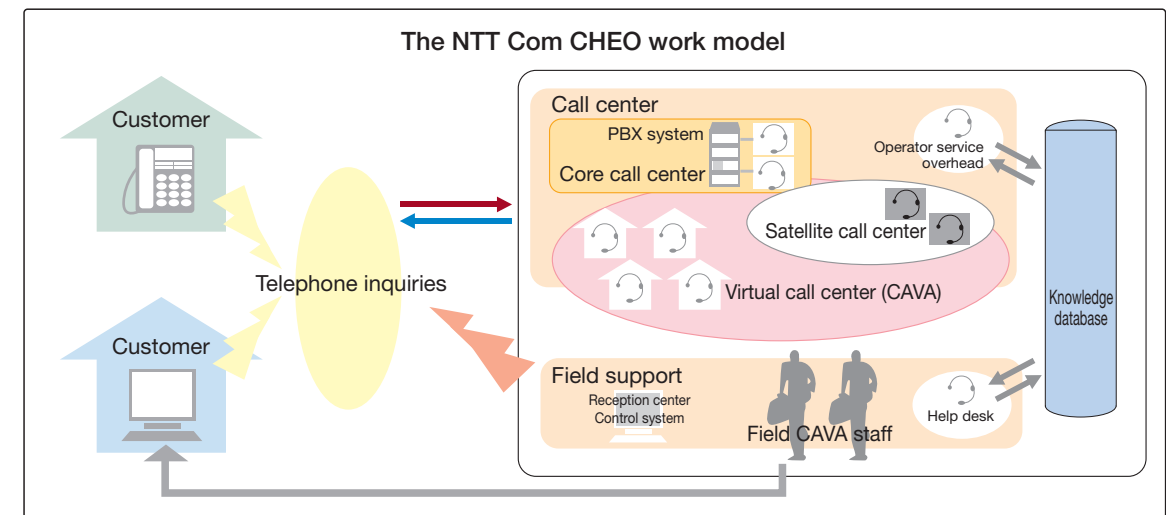 The NTT Com CHEO work model
Customer
Customer
Telephone inquiries
Call center
PBX system
Core call center
Operator service
overhead
Satellite call center
Virtual call center (CAVA)
Knowledge
database
Field support
Reception center
Control system
Field CAVA staff
Help desk